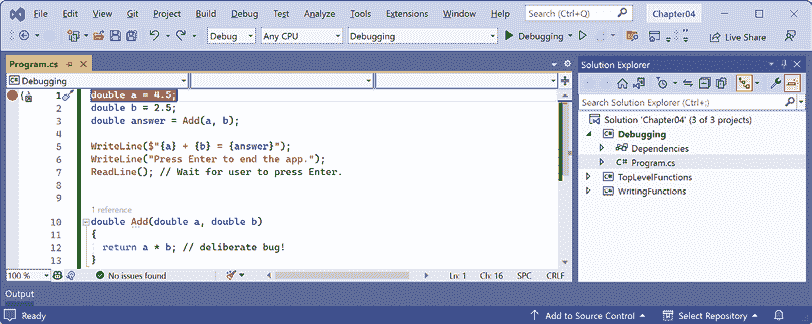 File Edit View Git Project Build Debug Test Analyze Tools Extensions Window Help Search (Ctrl+Q) Chapter04
Debug Any CPU Debugging Debugging Live Share
Program.cs
Debugging
1 double a = 4.5;
2 double b = 2.5;
3 double answer = Add(a, b);
4
5 WriteLine($"{a} + {b} = {answer}");
6 WriteLine("Press Enter to end the app.");
7 ReadLine(); // Wait for user to press Enter.
8
9
1 reference
10 double Add(double a, double b)
11 {
12 return a * b; // deliberate bug!
13 }
100 % No issues found Ln: 1 Ch: 16 SPC CRLF
Solution Explorer
Search Solution Explorer (Ctrl+;)
Solution 'Chapter04' (3 of 3 projects)
Debugging
Dependencies
C# Program.cs
TopLevelFunctions
WritingFunctions
Output
Ready Add to Source Control Select Repository